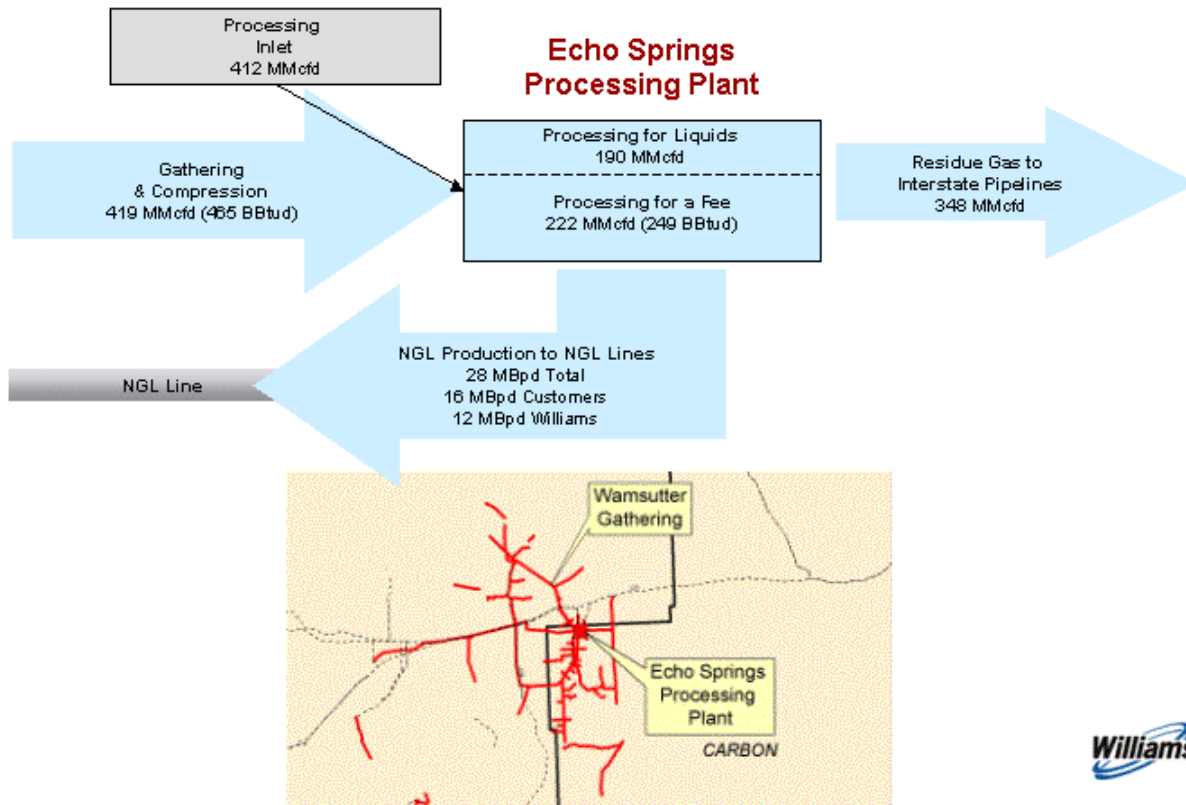 Processing
Inlet
412 MMcfd
Echo Springs
Processing Plant
Gathering
& Compression
419 MMcfd (465 BBtud)
Processing for Liquids
190 MMcfd
Processing for a Fee
222 MMcfd (249 BBtud)
Residue Gas to
Interstate Pipelines
348 MMcfd
NGL Production to NGL Lines
28 MBpd Total
16 MBpd Customers
12 MBpd Williams
NGL Line
Wamsutter
Gathering
Echo Springs
Processing
Plant
CARBON
Williams